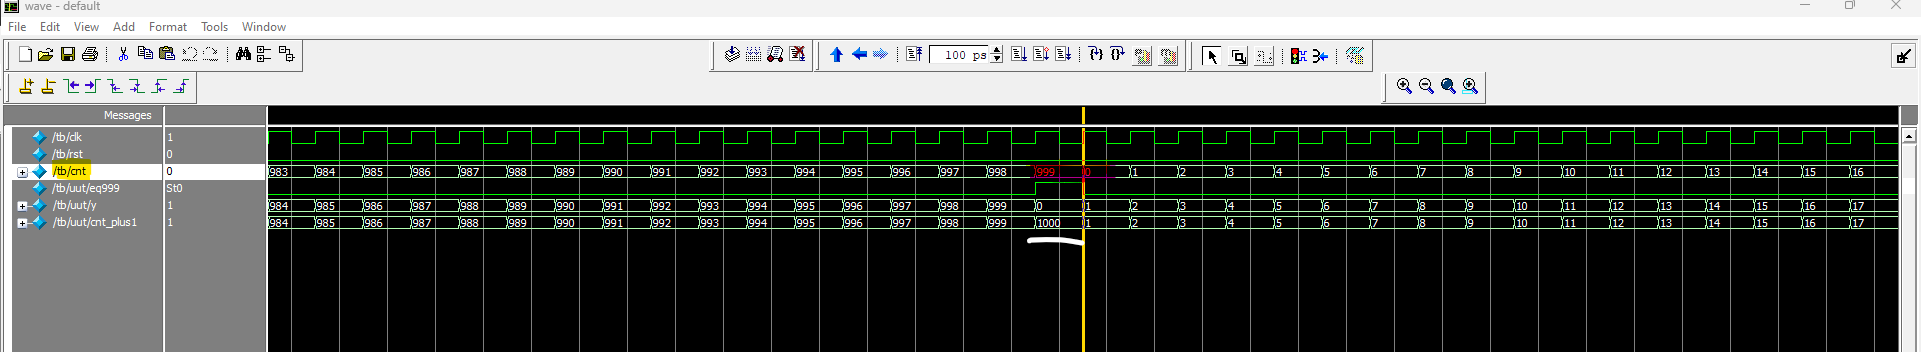 wave - default
File Edit View Add Format Tools Window
100 ps
Messages
/tb/clk 1
/tb/rst 0
/tb/cnt 0 983 984 985 986 987 988 989 990 991 992 993 994 995 996 997 998 999 0 1 2 3 4 5 6 7 8 9 10 11 12 13 14 15 16
/tb/uut/eq999 St0
/tb/uut/y 1 984 985 986 987 988 989 990 991 992 993 994 995 996 997 998 999 0 1 2 3 4 5 6 7 8 9 10 11 12 13 14 15 16 17
/tb/uut/cnt_plus1 1 984 985 986 987 988 989 990 991 992 993 994 995 996 997 998 999 1000 1 2 3 4 5 6 7 8 9 10 11 12 13 14 15 16 17